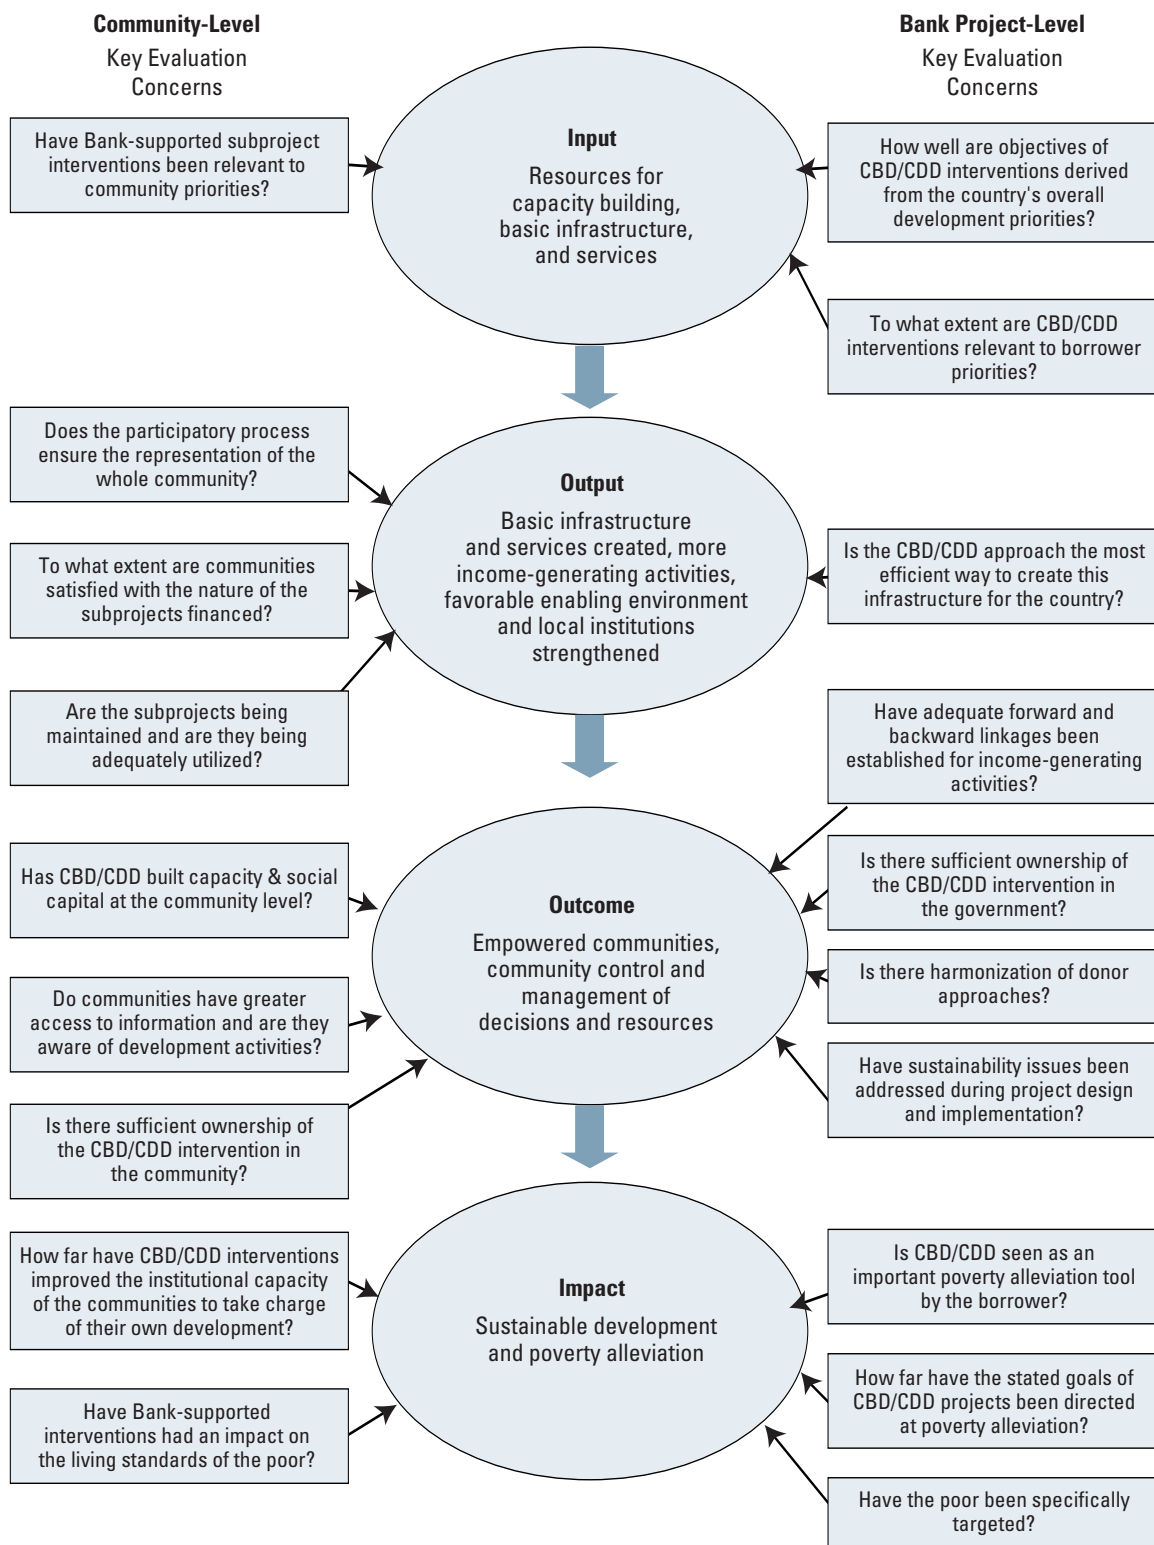 Community-Level
Key Evaluation
Concerns
Bank Project-Level
Key Evaluation
Concerns
Have Bank-supported subproject
interventions been relevant to
community priorities?
Input
Resources for
capacity building,
basic infrastructure,
and services
How well are objectives of
CBD/CDD interventions derived
from the country's overall
development priorities?
To what extent are CBD/CDD
interventions relevant to borrower
priorities?
Does the participatory process
ensure the representation of the
whole community?
To what extent are communities
satisfied with the nature of the
subprojects financed?
Are the subprojects being
maintained and are they being
adequately utilized?
Output
Basic infrastructure
and services created, more
income-generating activities,
favorable enabling environment
and local institutions
strengthened
Is the CBD/CDD approach the most
efficient way to create this
infrastructure for the country?
Have adequate forward and
backward linkages been
established for income-generating
activities?
Has CBD/CDD built capacity & social
capital at the community level?
Do communities have greater
access to information and are they
aware of development activities?
Is there sufficient ownership of
the CBD/CDD intervention in
the community?
Outcome
Empowered communities,
community control and
management of
decisions and resources
Is there sufficient ownership of
the CBD/CDD intervention in
the government?
Is there harmonization of donor
approaches?
Have sustainability issues been
addressed during project design
and implementation?
How far have CBD/CDD interventions
improved the institutional capacity
of the communities to take charge
of their own development?
Have Bank-supported
interventions had an impact on
the living standards of the poor?
Impact
Sustainable development
and poverty alleviation
Is CBD/CDD seen as an
important poverty alleviation tool
by the borrower?
How far have the stated goals of
CBD/CDD projects been directed
at poverty alleviation?
Have the poor been specifically
targeted?